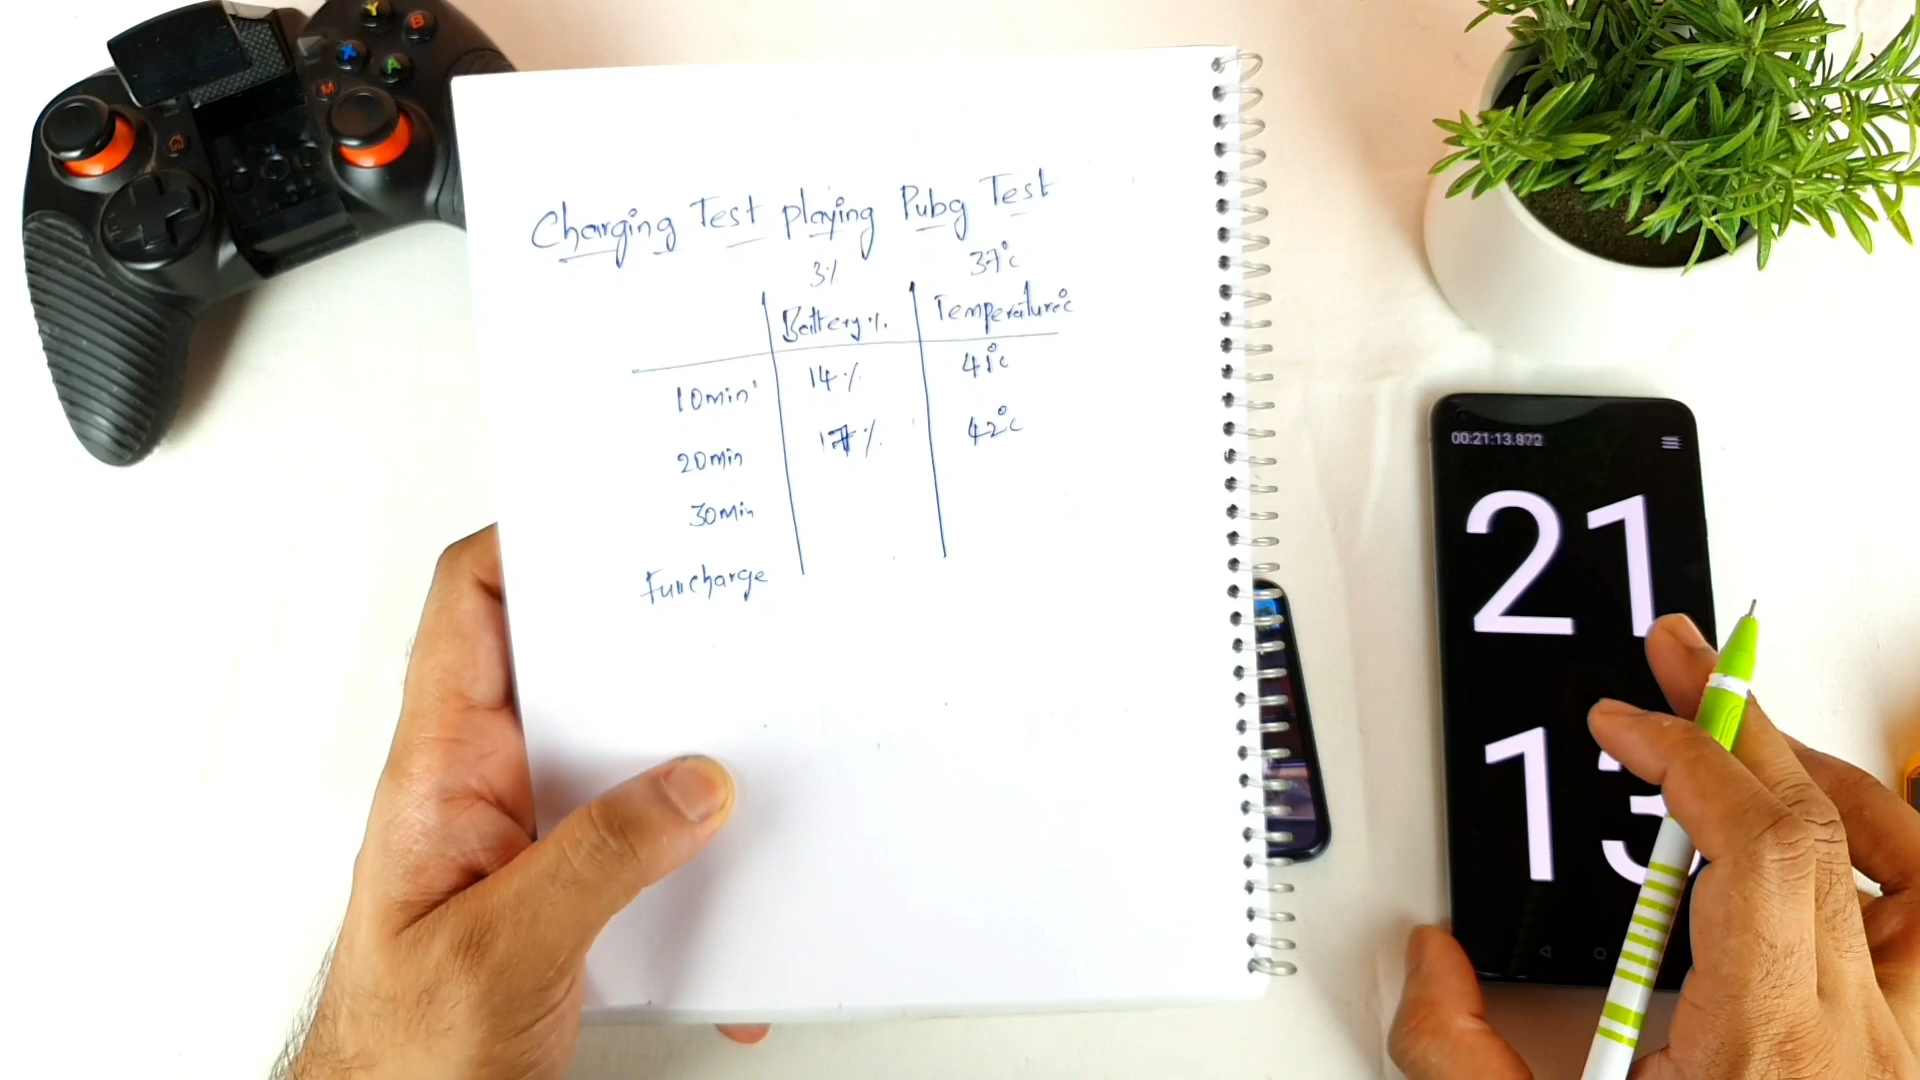 Y
B
X
A
M
Charging Test playing Pubg Test
3% 37°c
Battery% Temperature°c
10min 14% 41°c
20min 17% 42°c
30min
Fullcharge
00:21:13.872
21
13